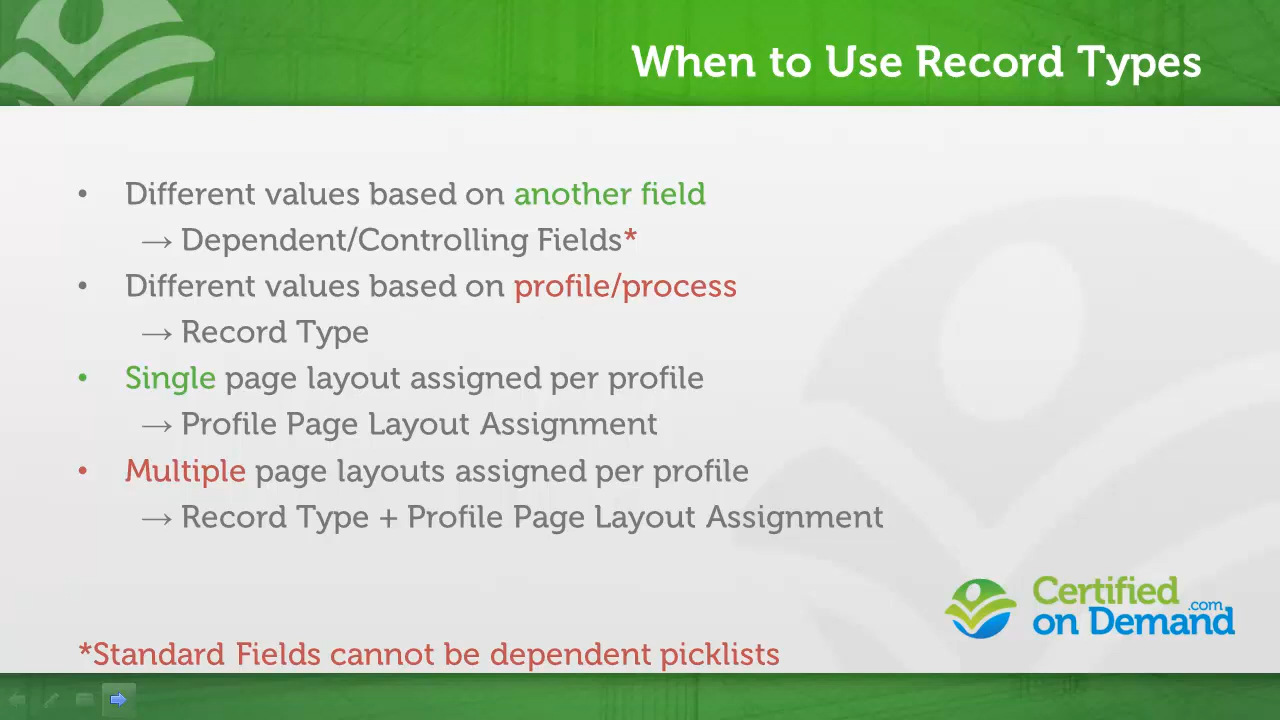 When to Use Record Types
• Different values based on another field
→ Dependent/Controlling Fields*
• Different values based on profile/process
→ Record Type
• Single page layout assigned per profile
→ Profile Page Layout Assignment
• Multiple page layouts assigned per profile
→ Record Type + Profile Page Layout Assignment
Certified
on Demand.com
*Standard Fields cannot be dependent picklists